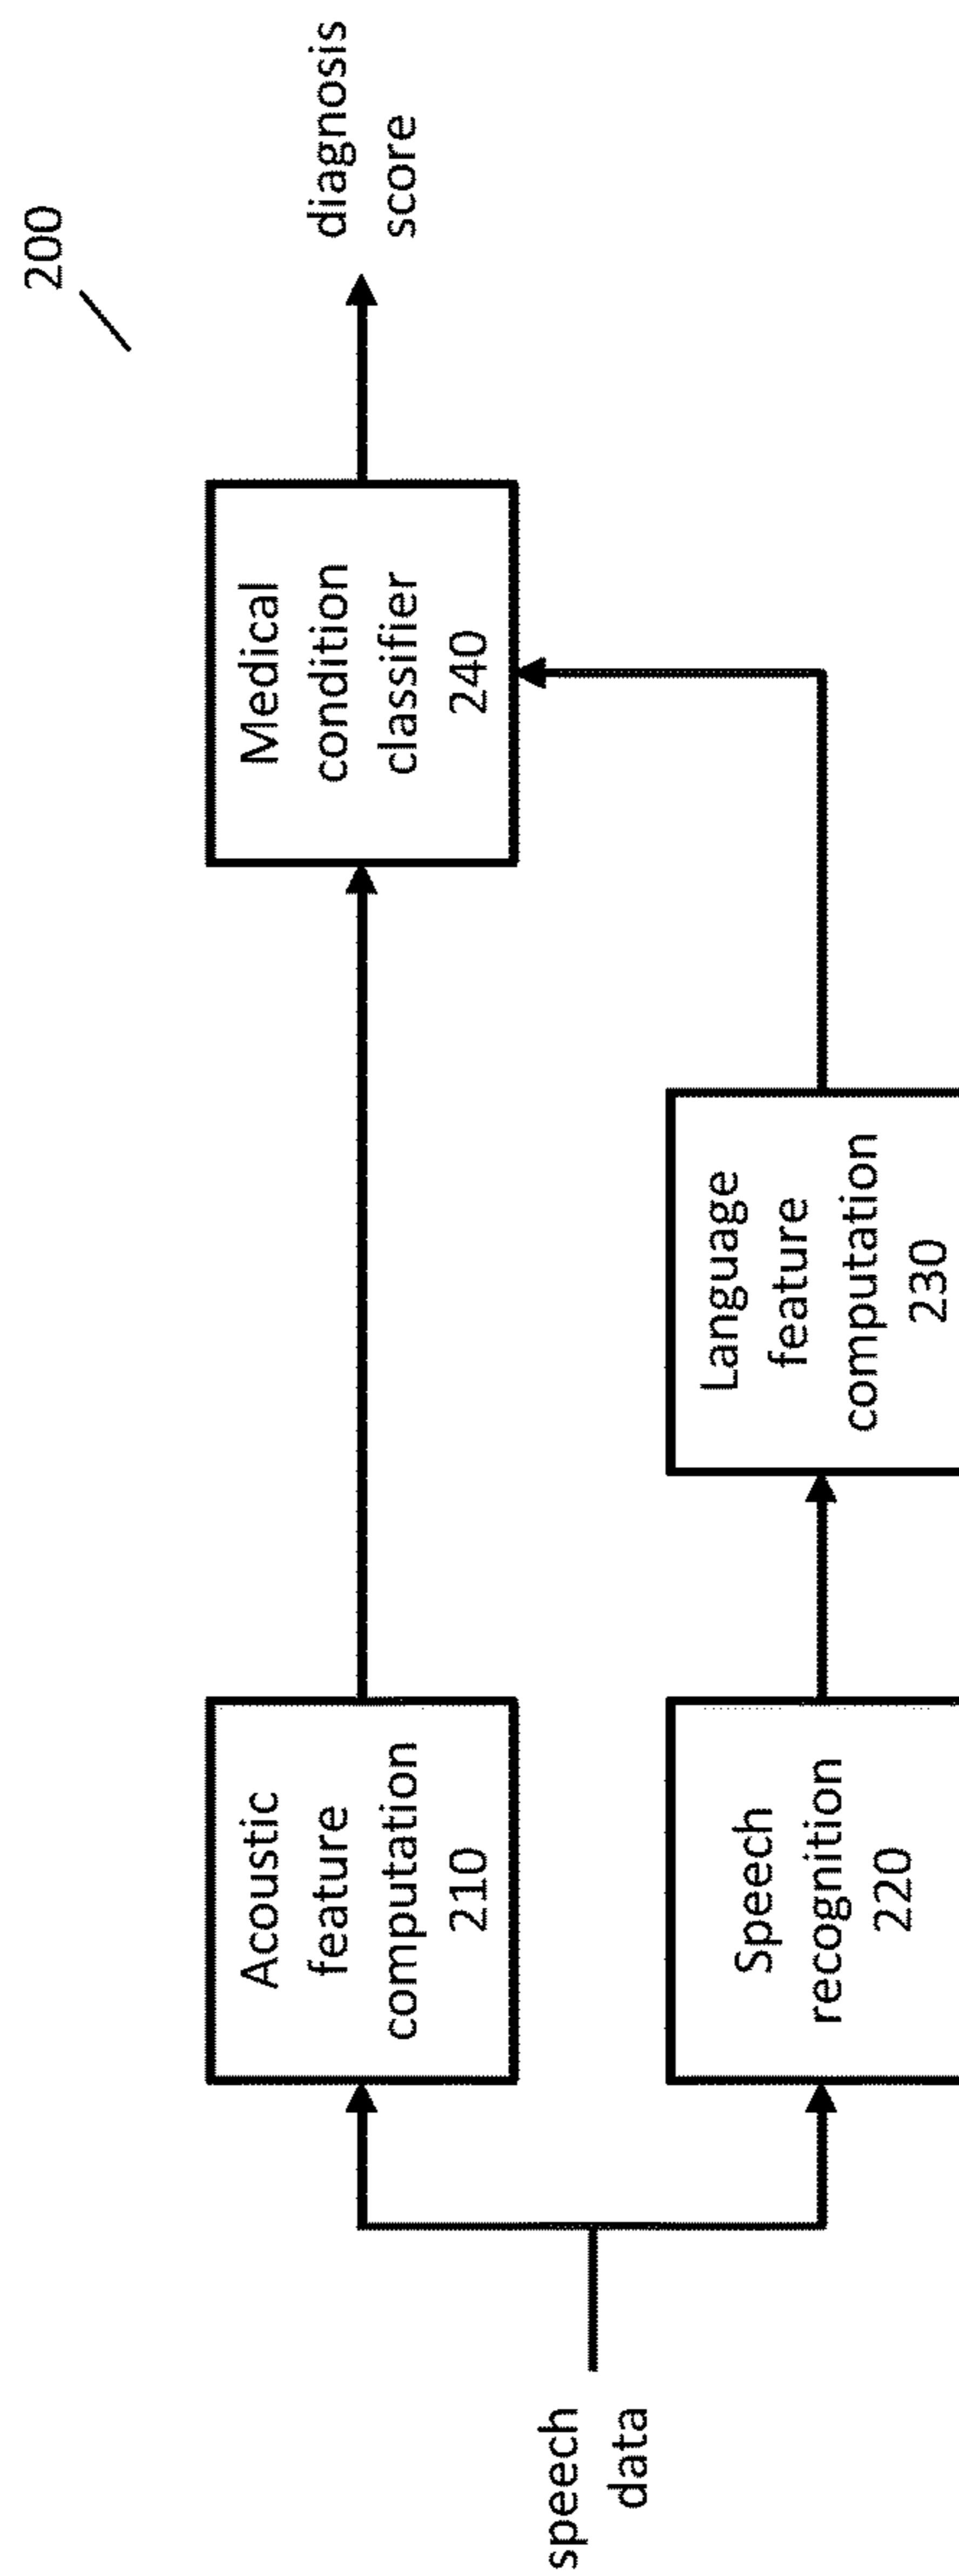 200
speech
data
Acoustic
feature
computation
210
Medical
condition
classifier
240
diagnosis
score
Speech
recognition
220
Language
feature
computation
230